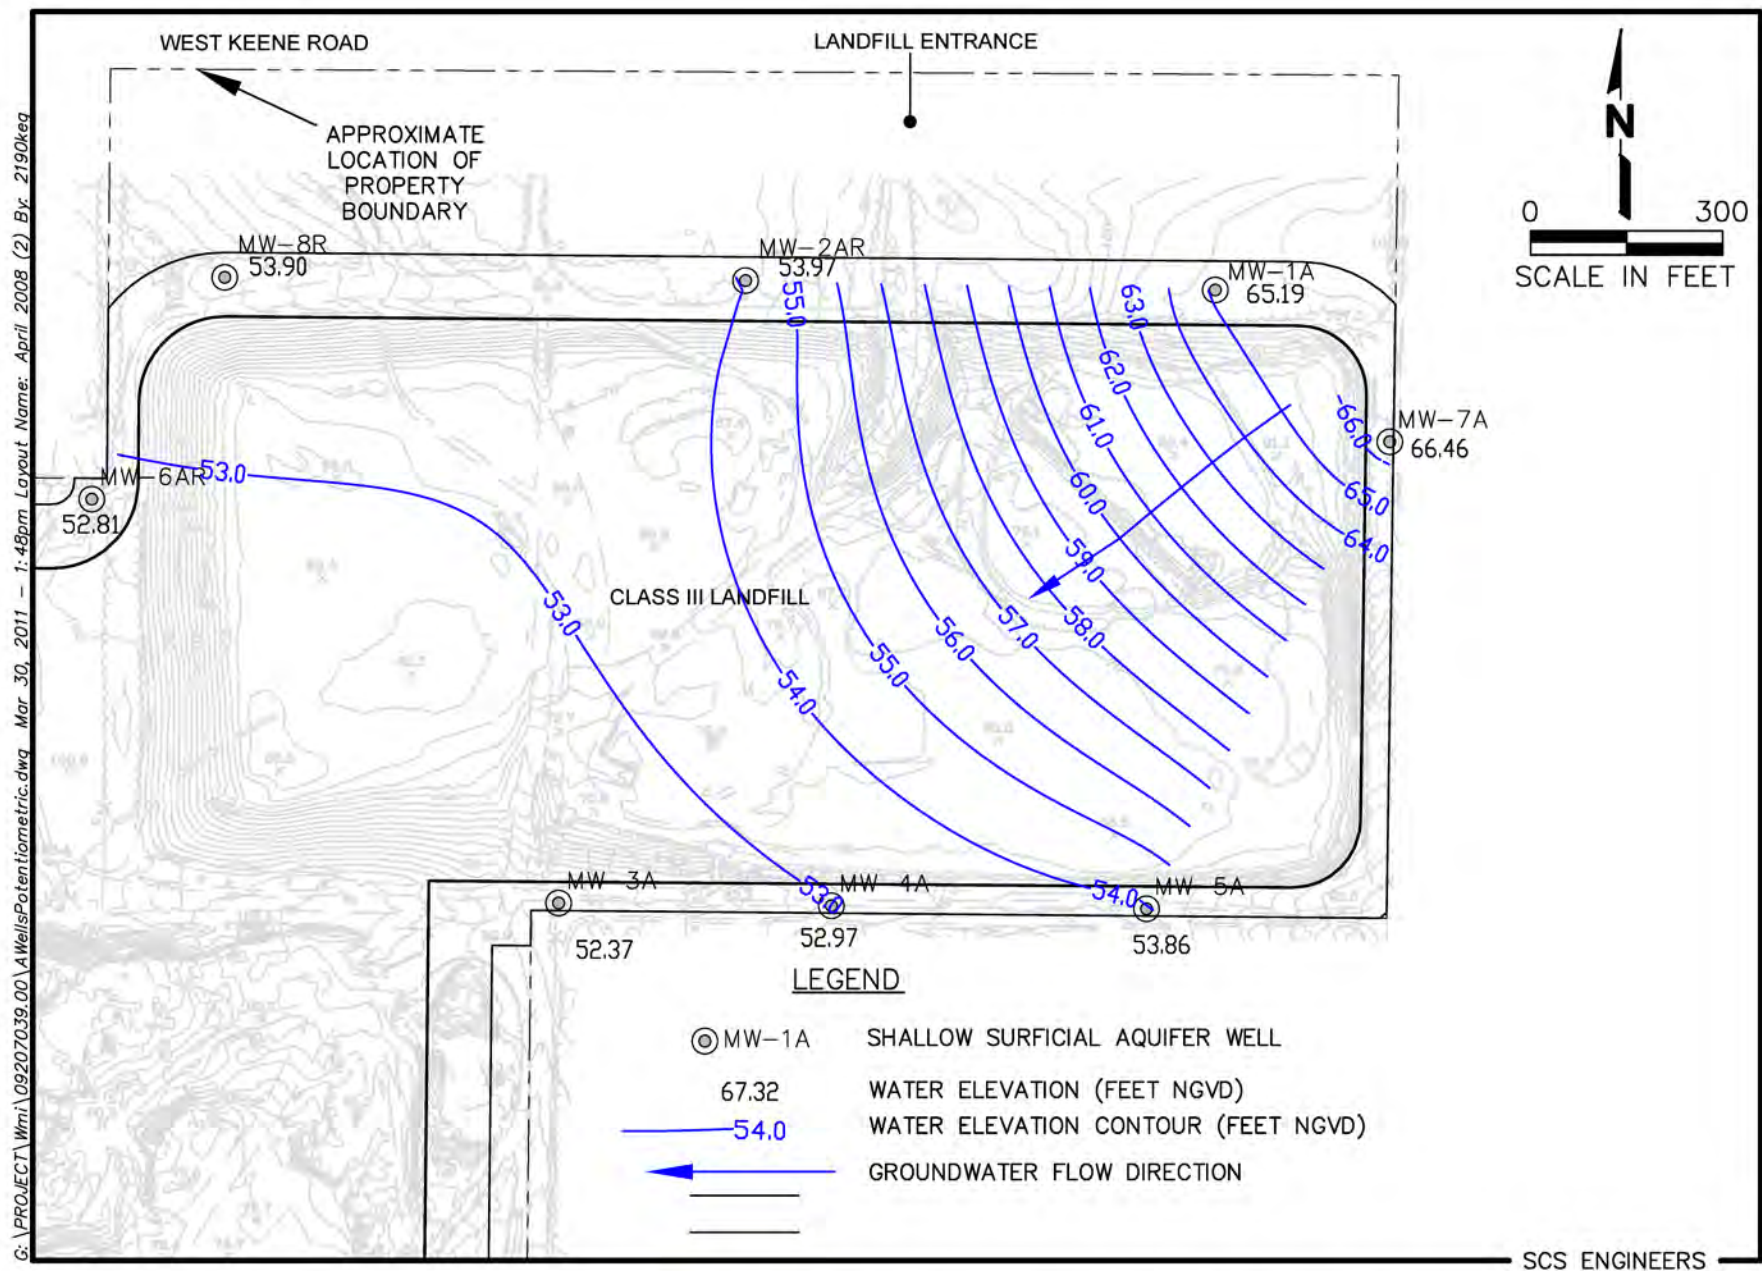 WEST KEENE ROAD
LANDFILL ENTRANCE
APPROXIMATE
LOCATION OF
PROPERTY
BOUNDARY
N
0 300
SCALE IN FEET
MW-8R
53.90
MW-2AR
53.97
MW-1A
65.19
MW-7A
66.46
MW-6AR
52.81
53.0
55.0
63.0
62.0
61.0
60.0
59.0
58.0
57.0
56.0
55.0
54.0
53.0
66.0
65.0
64.0
CLASS III LANDFILL
MW-3A
52.37
53.0
MW-4A
52.97
54.0
MW-5A
53.86
LEGEND
MW-1A SHALLOW SURFICIAL AQUIFER WELL
67.32 WATER ELEVATION (FEET NGVD)
54.0 WATER ELEVATION CONTOUR (FEET NGVD)
GROUNDWATER FLOW DIRECTION
SCS ENGINEERS
G:\PROJECT\Wmi\09207039.00\AWellsPotentiometric.dwg Mar 30, 2011 - 1:48pm Layout Name: April 2008 (2) By: 2190keg